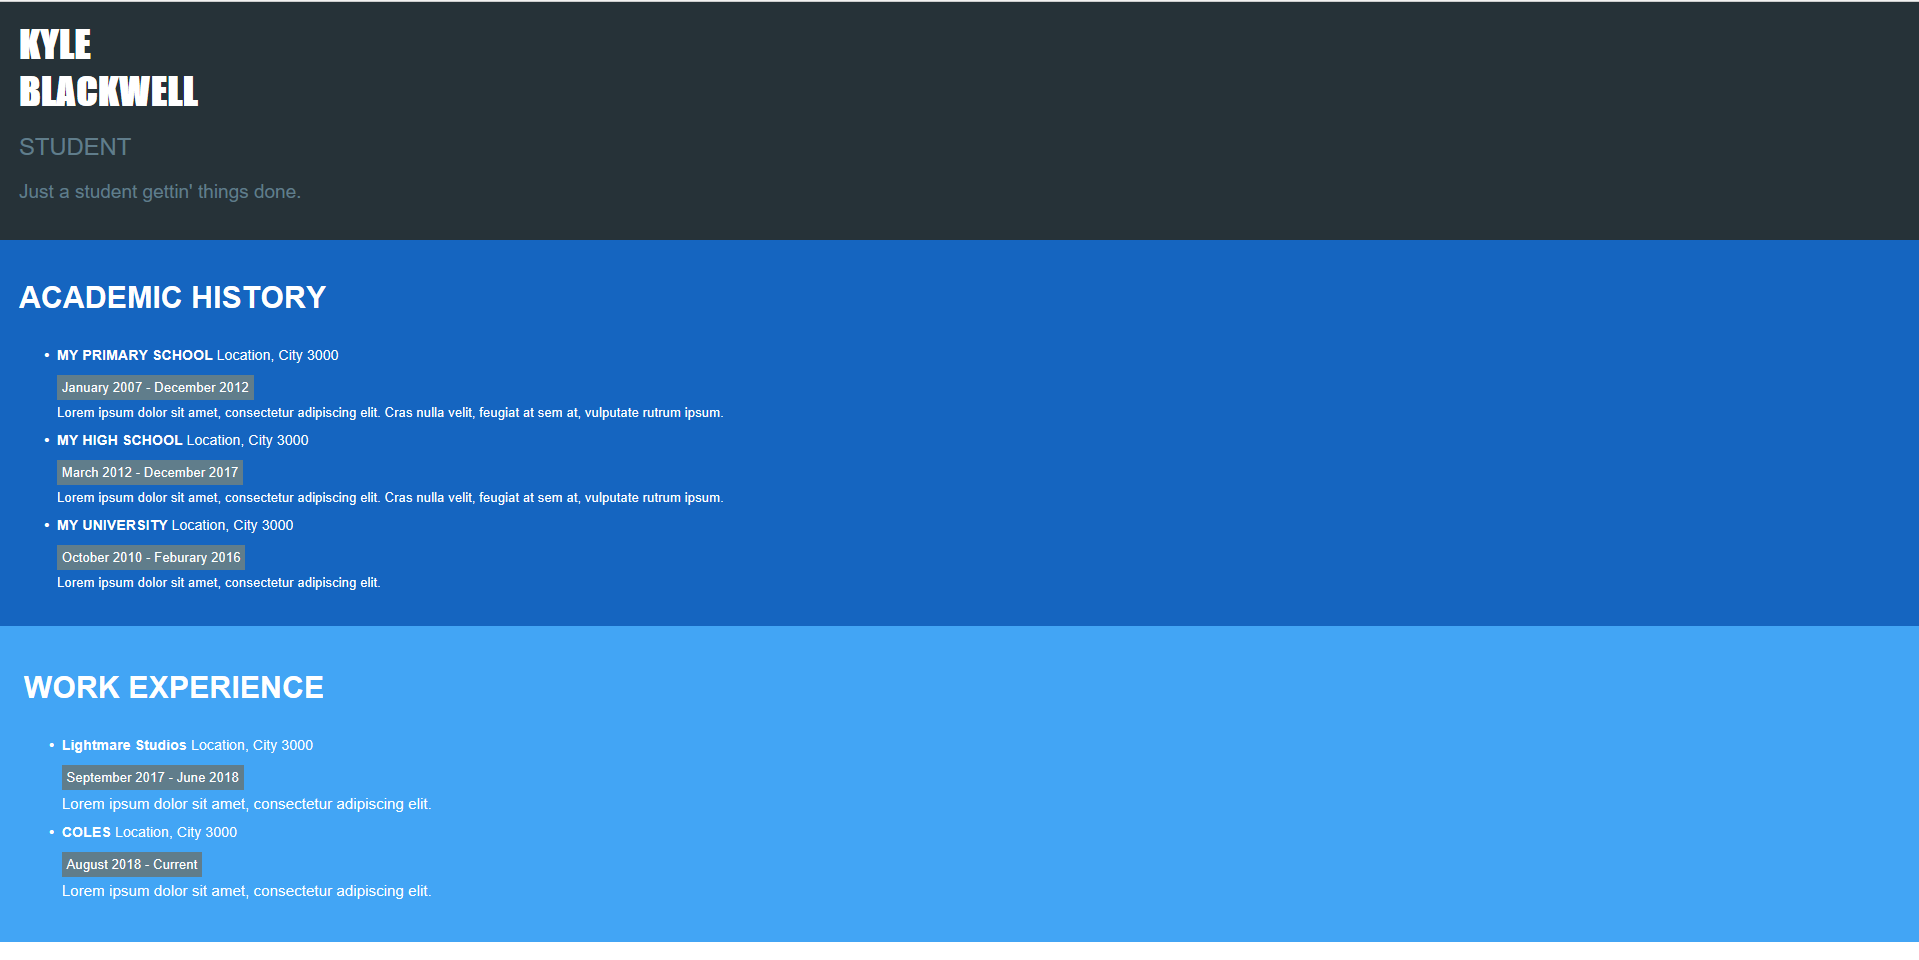 KYLE
BLACKWELL
STUDENT
Just a student gettin' things done.
ACADEMIC HISTORY
• MY PRIMARY SCHOOL Location, City 3000
January 2007 - December 2012
Lorem ipsum dolor sit amet, consectetur adipiscing elit. Cras nulla velit, feugiat at sem at, vulputate rutrum ipsum.
• MY HIGH SCHOOL Location, City 3000
March 2012 - December 2017
Lorem ipsum dolor sit amet, consectetur adipiscing elit. Cras nulla velit, feugiat at sem at, vulputate rutrum ipsum.
• MY UNIVERSITY Location, City 3000
October 2010 - Feburary 2016
Lorem ipsum dolor sit amet, consectetur adipiscing elit.
WORK EXPERIENCE
• Lightmare Studios Location, City 3000
September 2017 - June 2018
Lorem ipsum dolor sit amet, consectetur adipiscing elit.
• COLES Location, City 3000
August 2018 - Current
Lorem ipsum dolor sit amet, consectetur adipiscing elit.